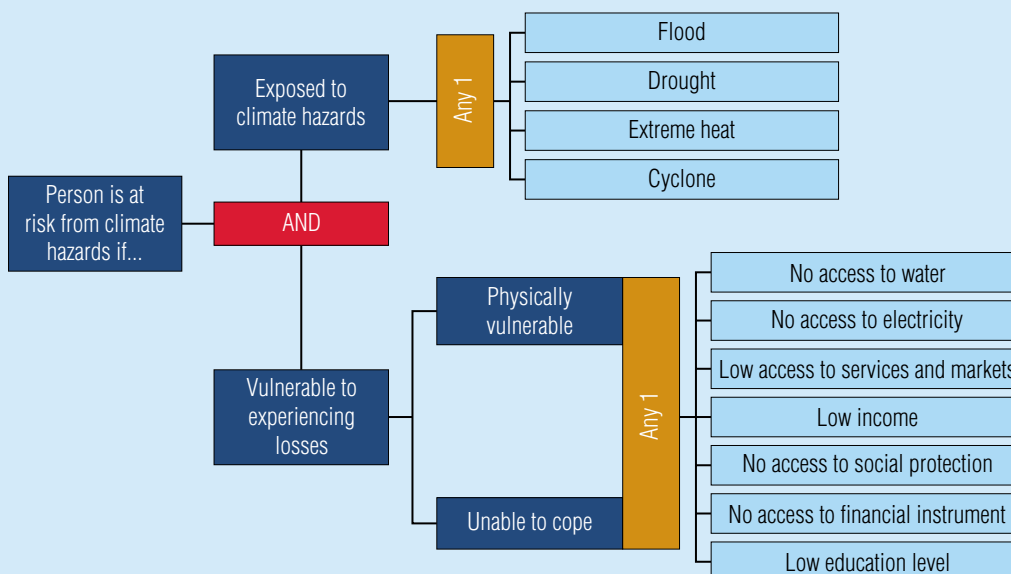 Person is at
risk from climate
hazards if...
AND
Exposed to
climate hazards
Any 1
Flood
Drought
Extreme heat
Cyclone
Vulnerable to
experiencing
losses
Physically
vulnerable
Unable to cope
Any 1
No access to water
No access to electricity
Low access to services and markets
Low income
No access to social protection
No access to financial instrument
Low education level